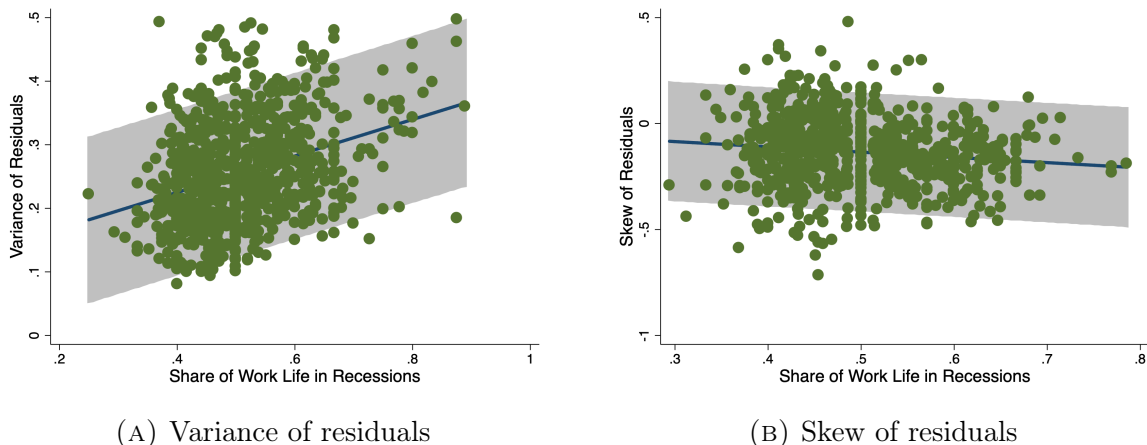 Variance of Residuals
0 .1 .2 .3 .4 .5
.2 .4 .6 .8 1
Share of Work Life in Recessions
(A) Variance of residuals
Skew of Residuals
-1 -.5 0 .5
.3 .4 .5 .6 .7 .8
Share of Work Life in Recessions
(B) Skew of residuals